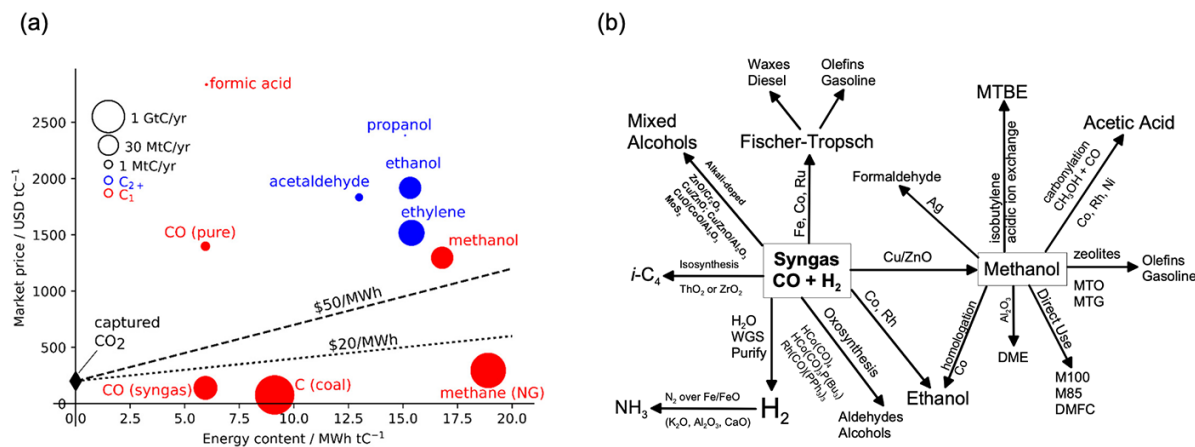 (a)
Market price / USD tC⁻¹
2500
2000
1500
1000
500
0
0.0 2.5 5.0 7.5 10.0 12.5 15.0 17.5 20.0
Energy content / MWh tC⁻¹
1 GtC/yr
30 MtC/yr
1 MtC/yr
C₂₊
C₁
formic acid
propanol
ethanol
acetaldehyde
ethylene
CO (pure)
methanol
$50/MWh
captured
CO₂
$20/MWh
CO (syngas)
C (coal)
methane (NG)
(b)
Waxes
Diesel
Olefins
Gasoline
Mixed
Alcohols
Fischer-Tropsch
MTBE
Acetic Acid
Formaldehyde
Alkali-doped
ZnO/Cr₂O₃
Cu/ZnO; Cu/ZnO/Al₂O₃
CuO/CoO/Al₂O₃
MoS₂
Fe, Co, Ru
Ag
isobutylene
acidic ion exchange
carbonylation
CH₃OH + CO
Co, Rh, Ni
Syngas
CO + H₂
Cu/ZnO
Methanol
zeolites
MTO
MTG
Olefins
Gasoline
i-C₄
Isosynthesis
ThO₂ or ZrO₂
H₂O
WGS
Purify
Oxosynthesis
HCo(CO)₄
HCo(CO)₃P(Bu₃)
Rh(CO)(PPh₃)₃
Co, Rh
homologation
Co
Al₂O₃
Direct Use
DME
M100
M85
DMFC
Ethanol
NH₃
N₂ over Fe/FeO
(K₂O, Al₂O₃, CaO)
H₂
Aldehydes
Alcohols